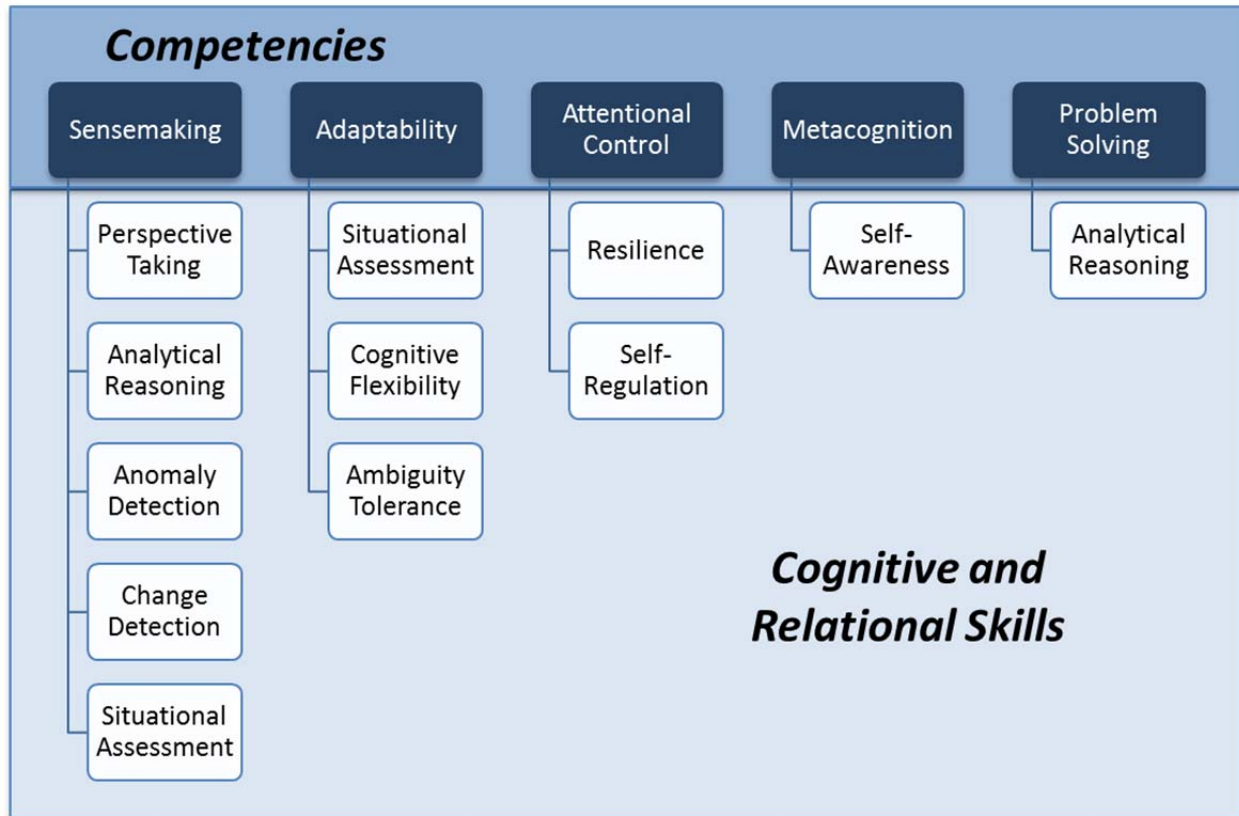 Competencies
Sensemaking
Adaptability
Attentional
Control
Metacognition
Problem
Solving
Perspective
Taking
Analytical
Reasoning
Anomaly
Detection
Change
Detection
Situational
Assessment
Situational
Assessment
Cognitive
Flexibility
Ambiguity
Tolerance
Resilience
Self-
Regulation
Self-
Awareness
Analytical
Reasoning
Cognitive and
Relational Skills